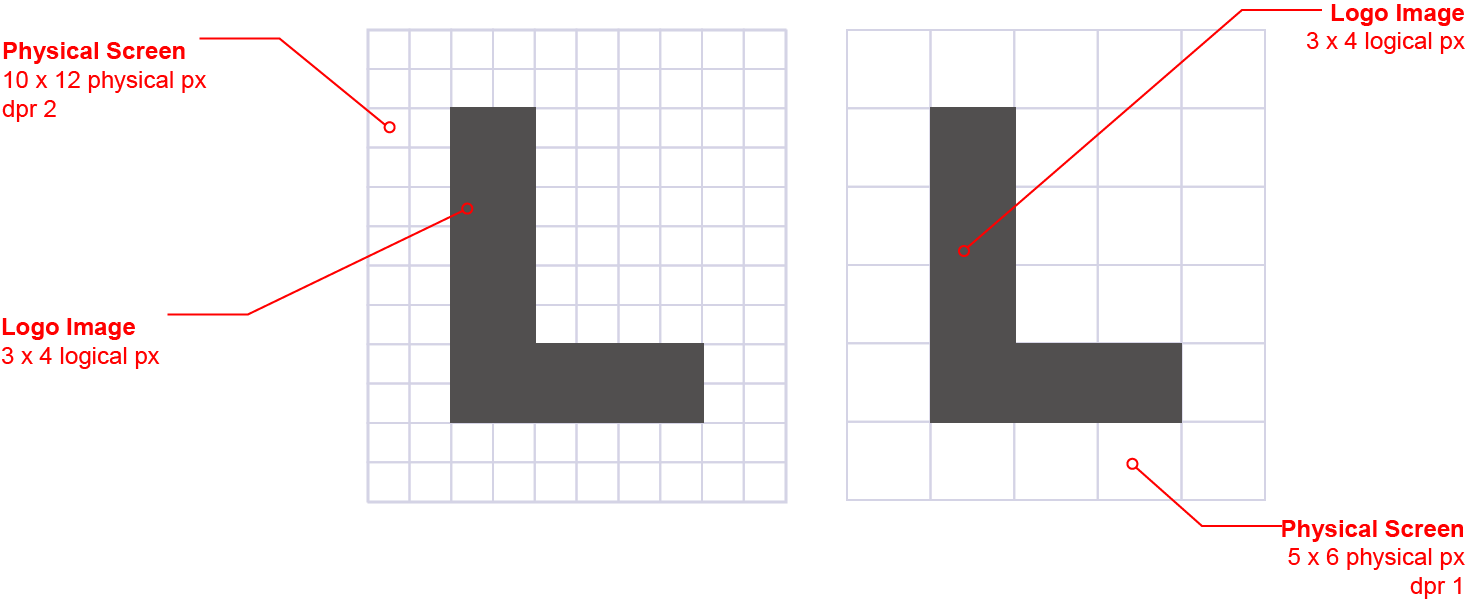 Physical Screen
10 x 12 physical px
dpr 2
Logo Image
3 x 4 logical px
Logo Image
3 x 4 logical px
Physical Screen
5 x 6 physical px
dpr 1